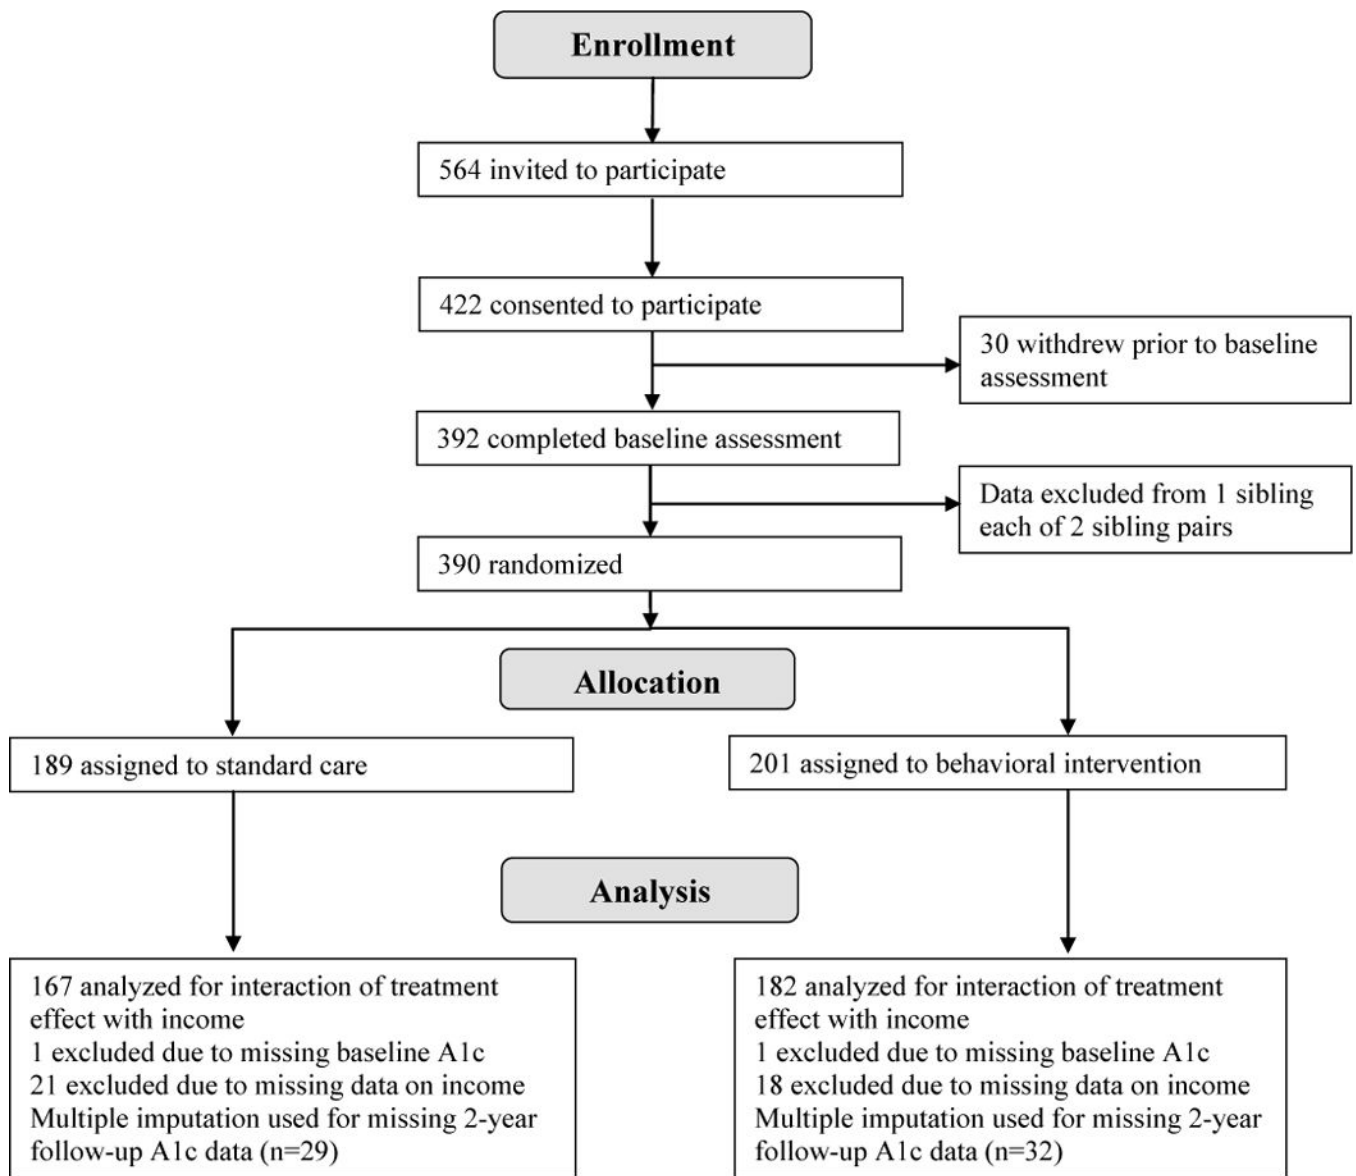 Enrollment
564 invited to participate
422 consented to participate
30 withdrew prior to baseline
assessment
392 completed baseline assessment
Data excluded from 1 sibling
each of 2 sibling pairs
390 randomized
Allocation
189 assigned to standard care
201 assigned to behavioral intervention
Analysis
167 analyzed for interaction of treatment
effect with income
1 excluded due to missing baseline A1c
21 excluded due to missing data on income
Multiple imputation used for missing 2-year
follow-up A1c data (n=29)
182 analyzed for interaction of treatment
effect with income
1 excluded due to missing baseline A1c
18 excluded due to missing data on income
Multiple imputation used for missing 2-year
follow-up A1c data (n=32)